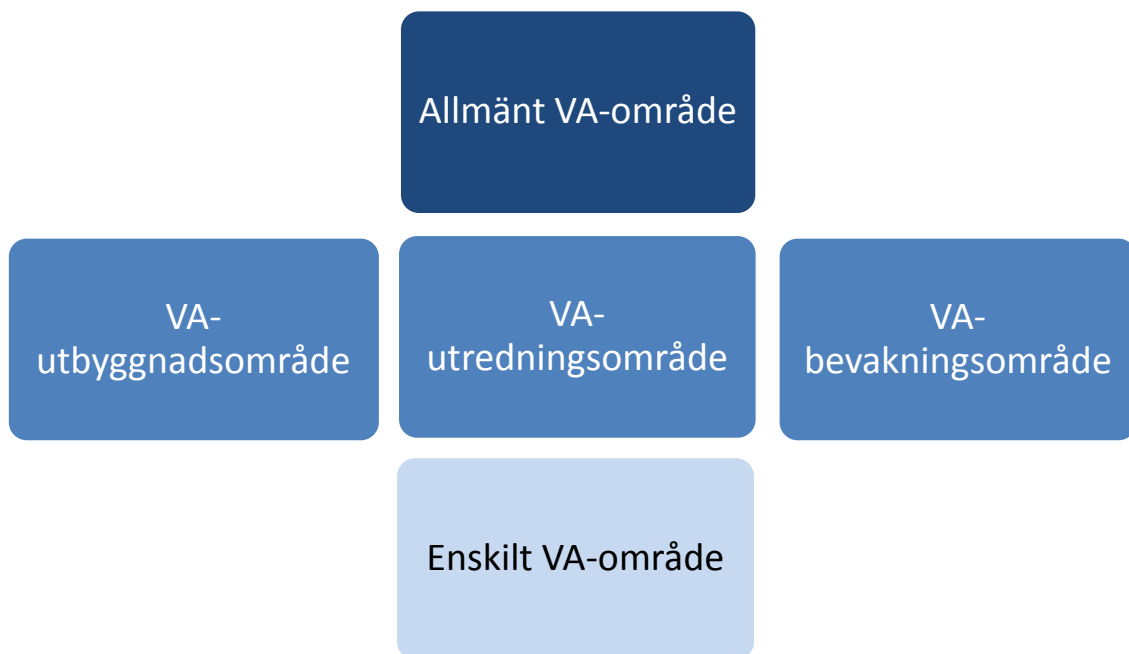 Allmänt VA-område
VA-
utbyggnadsområde
VA-
utredningsområde
VA-
bevakningsområde
Enskilt VA-område